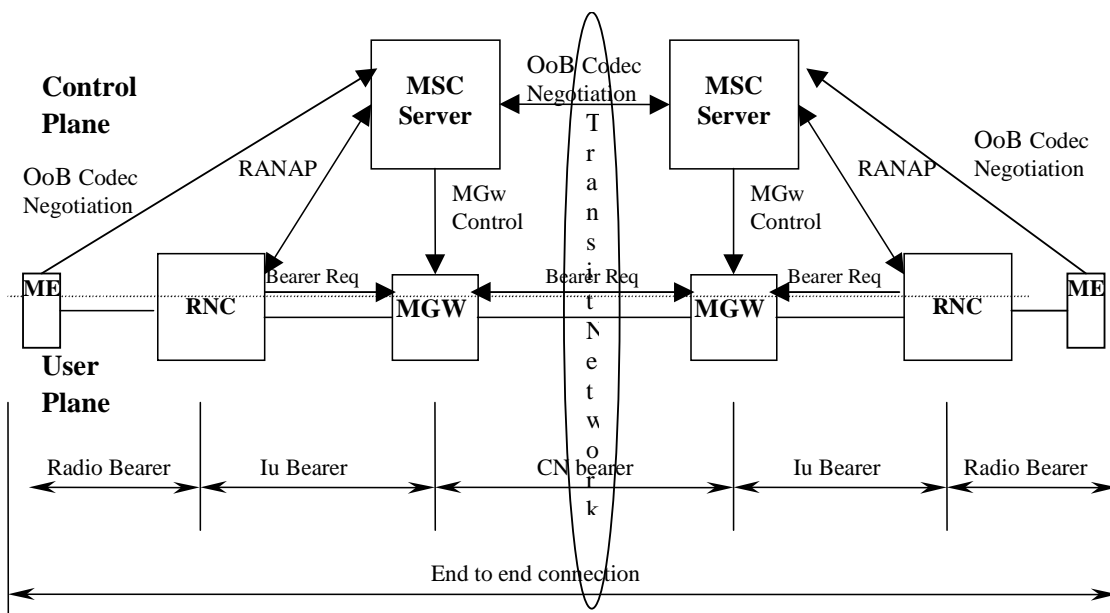 Control
Plane
MSC
Server
OoB Codec
Negotiation
MSC
Server
OoB Codec
Negotiation
RANAP
MGw
Control
Transit Network
MGw
Control
RANAP
OoB Codec
Negotiation
ME
RNC
Bearer Req
MGW
Bearer Req
MGW
Bearer Req
RNC
ME
User
Plane
Radio Bearer
Iu Bearer
CN bearer
Iu Bearer
Radio Bearer
End to end connection